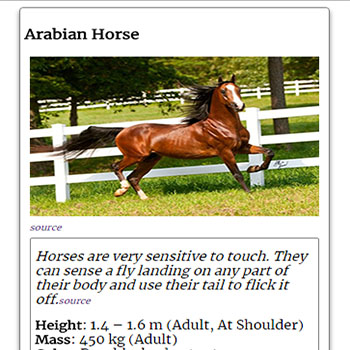 Arabian Horse
source
Horses are very sensitive to touch. They
can sense a fly landing on any part of
their body and use their tail to flick it
off.source
Height: 1.4 – 1.6 m (Adult, At Shoulder)
Mass: 450 kg (Adult)